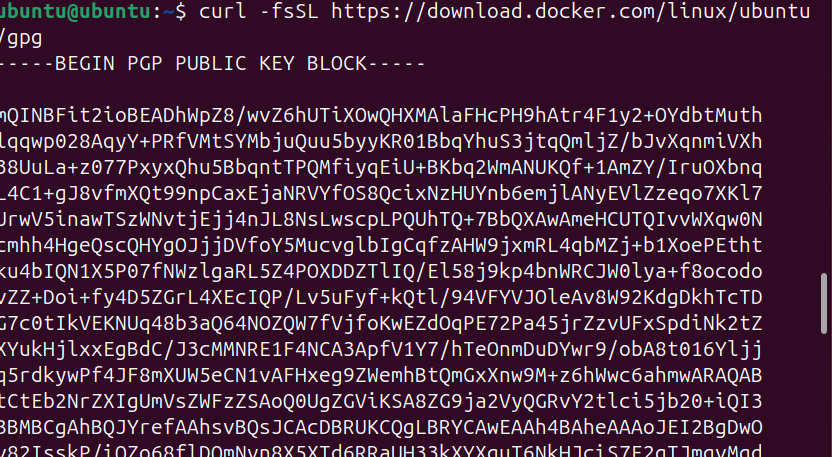 ubuntu@ubuntu:~$ curl -fsSL https://download.docker.com/linux/ubuntu
/gpg
-----BEGIN PGP PUBLIC KEY BLOCK-----
mQINBFit2ioBEADhWpZ8/wvZ6hUTiXOwQHXMAlaFHcPH9hAtr4F1y2+OYdbtMuth
lqqwp028AqyY+PRfVMtSYMbjuQuu5byyKR01BbqYhuS3jtqQmljZ/bJvXqnmiVXh
38UuLa+z077PxyxQhu5BbqntTPQMfiyqEiU+BKbq2WmANUKQf+1AmZY/IruOXbnq
L4C1+gJ8vfmXQt99npCaxEjaNRVYfOS8QcixNzHUYnb6emjlANyEVlZzeqo7XKl7
UrwV5inawTSzWNvtjEjj4nJL8NsLwscpLPQUhTQ+7BbQXAwAmeHCUTQIvvWXqw0N
cmhh4HgeQscQHYgOJjjDVfoY5MucvglbIgCqfzAHW9jxmRL4qbMZj+b1XoePEtht
ku4bIQN1X5P07fNWzlgaRL5Z4POXDDZTlIQ/El58j9kp4bnWRCJW0lya+f8ocodo
vZZ+Doi+fy4D5ZGrL4XEcIQP/Lv5uFyf+kQtl/94VFYVJOleAv8W92KdgDkhTcTD
G7c0tIkVEKNUq48b3aQ64NOZQW7fVjfoKwEZdOqPE72Pa45jrZzvUFxSpdiNk2tZ
XYukHjlxxEgBdC/J3cMMNRE1F4NCA3ApfV1Y7/hTeOnmDuDYwr9/obA8t016Yljj
q5rdkywPf4JF8mXUW5eCN1vAFHxeg9ZWemhBtQmGxXnw9M+z6hWwc6ahmwARAQAB
tCtEb2NrZXIgUmVsZWFzZSAoQ0UgZGViKSA8ZG9ja2VyQGRvY2tlci5jb20+iQI3
BBMBCgAhBQJYrefAAhsvBQsJCAcDBRUKCQgLBRYCAwEAAh4BAheAAAoJEI2BgDwO
v82IsskP/iQZo68flDQmNvn8X5XTd6RRaUH33kXYXquT6NkHJciS7E2gTJmqvMqd